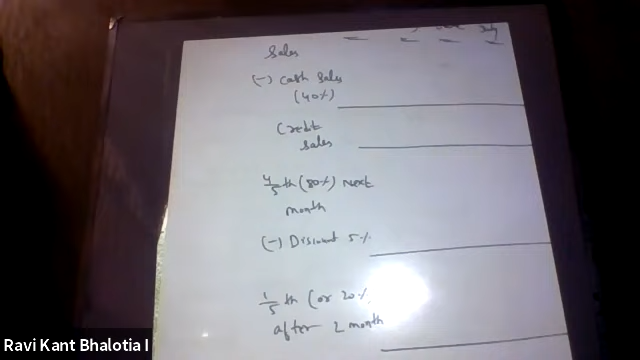 Sales
(-) Cash Sales
(40%)
Credit
Sales
4/5 th (80%) Next
month
(-) Discount 5%
1/5 th (or 20%
after 2 month
Ravi Kant Bhalotia I